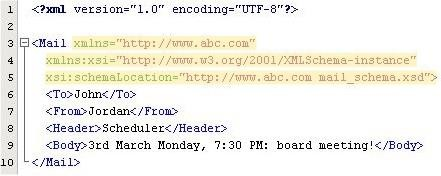 1 <?xml version="1.0" encoding="UTF-8"?>
2
3 <Mail xmlns="http://www.abc.com"
4 xmlns:xsi="http://www.w3.org/2001/XMLSchema-instance"
5 xsi:schemaLocation="http://www.abc.com mail_schema.xsd">
6 <To>John</To>
7 <From>Jordan</From>
8 <Header>Scheduler</Header>
9 <Body>3rd March Monday, 7:30 PM: board meeting!</Body>
10 </Mail>